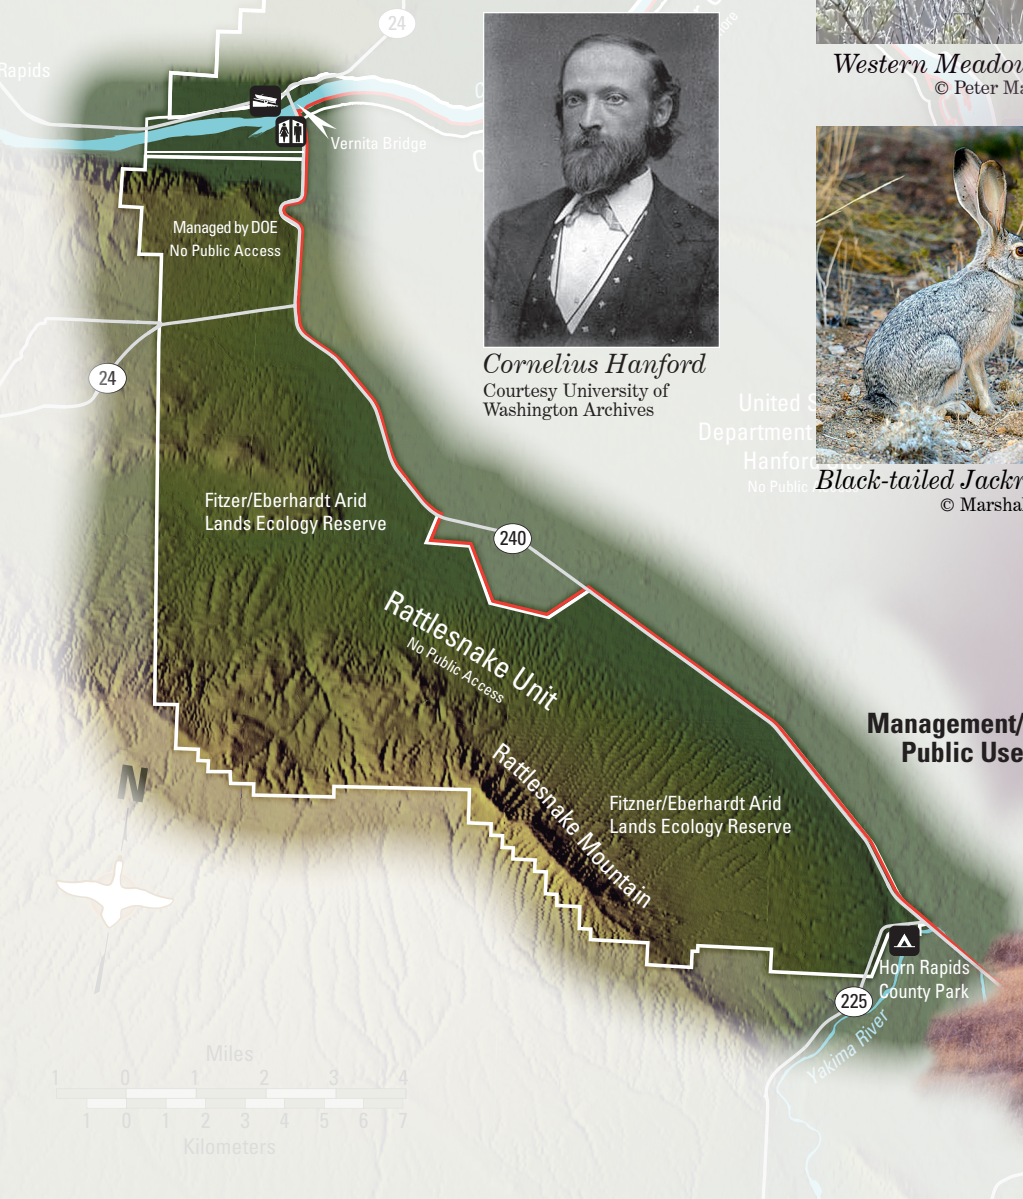 24
Rapids
Vernita Bridge
Managed by DOE
No Public Access
24
Cornelius Hanford
Courtesy University of
Washington Archives
Western Meadow
© Peter Ma
United S
Department
Hanford
No Public Access
Black-tailed Jackr
© Marshal
Fitzer/Eberhardt Arid
Lands Ecology Reserve
240
Rattlesnake Unit
No Public Access
Management/
Public Use
N
Rattlesnake Mountain
Fitzner/Eberhardt Arid
Lands Ecology Reserve
Horn Rapids
County Park
225
Yakima River
Miles
1 0 1 2 3 4
1 0 1 2 3 4 5 6 7
Kilometers